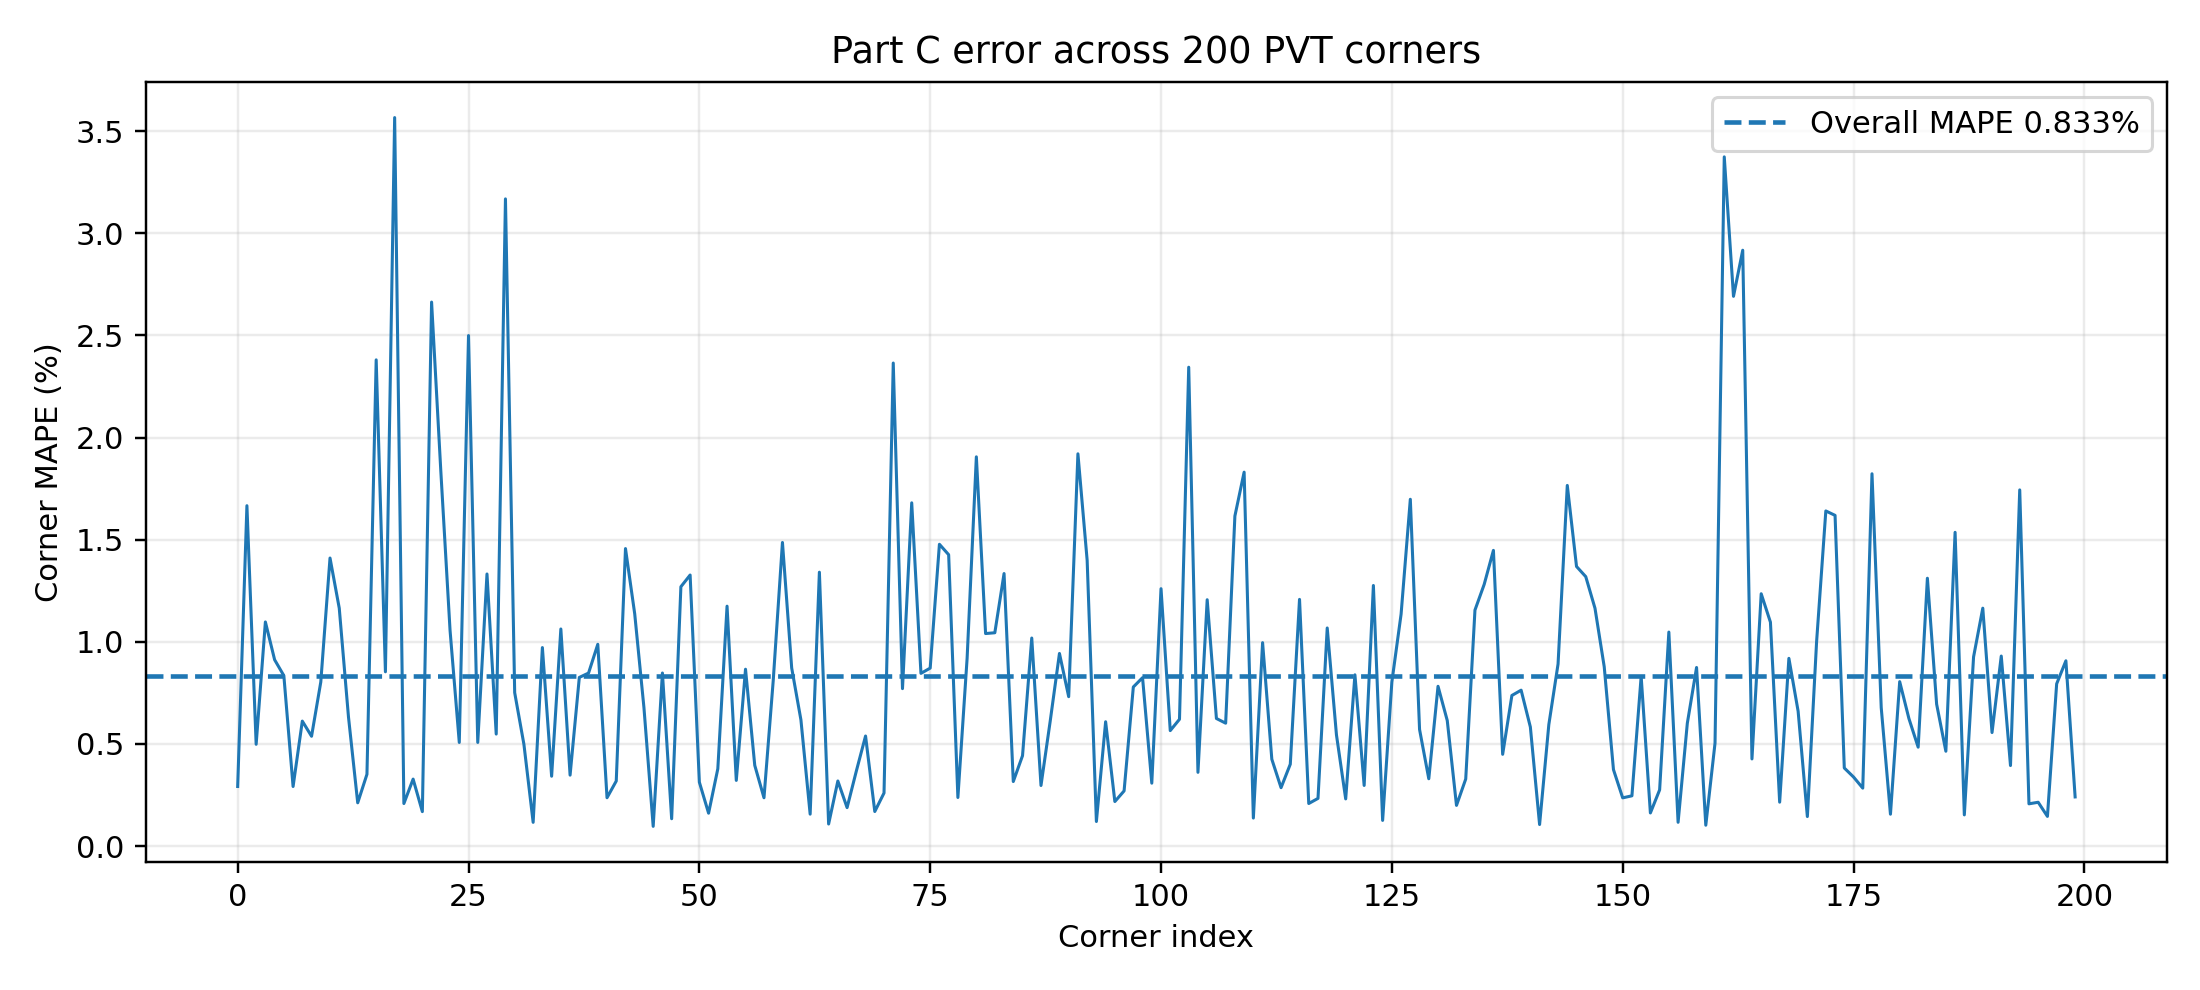 Part C error across 200 PVT corners
Overall MAPE 0.833%
Corner MAPE (%)
3.5
3.0
2.5
2.0
1.5
1.0
0.5
0.0
0 25 50 75 100 125 150 175 200
Corner index